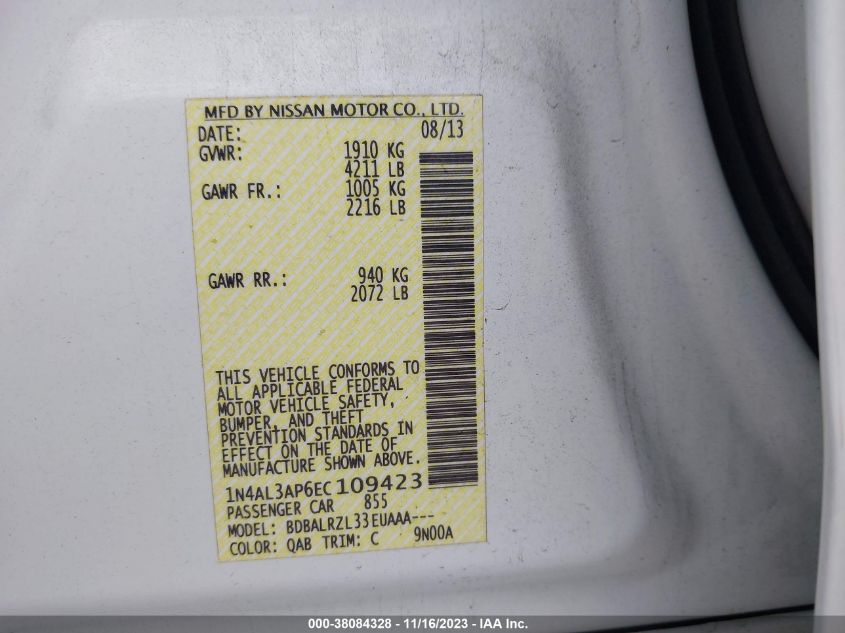 MFD BY NISSAN MOTOR CO., LTD.
DATE: 08/13
GVWR: 1910 KG
4211 LB
GAWR FR.: 1005 KG
2216 LB
GAWR RR.: 940 KG
2072 LB
THIS VEHICLE CONFORMS TO
ALL APPLICABLE FEDERAL
MOTOR VEHICLE SAFETY,
BUMPER, AND THEFT
PREVENTION STANDARDS IN
EFFECT ON THE DATE OF
MANUFACTURE SHOWN ABOVE.
1N4AL3AP6EC109423
PASSENGER CAR 855
MODEL: BDBALRZL33EUAAA---
COLOR: QAB TRIM: C 9N00A
000-38084328 - 11/16/2023 - IAA Inc.